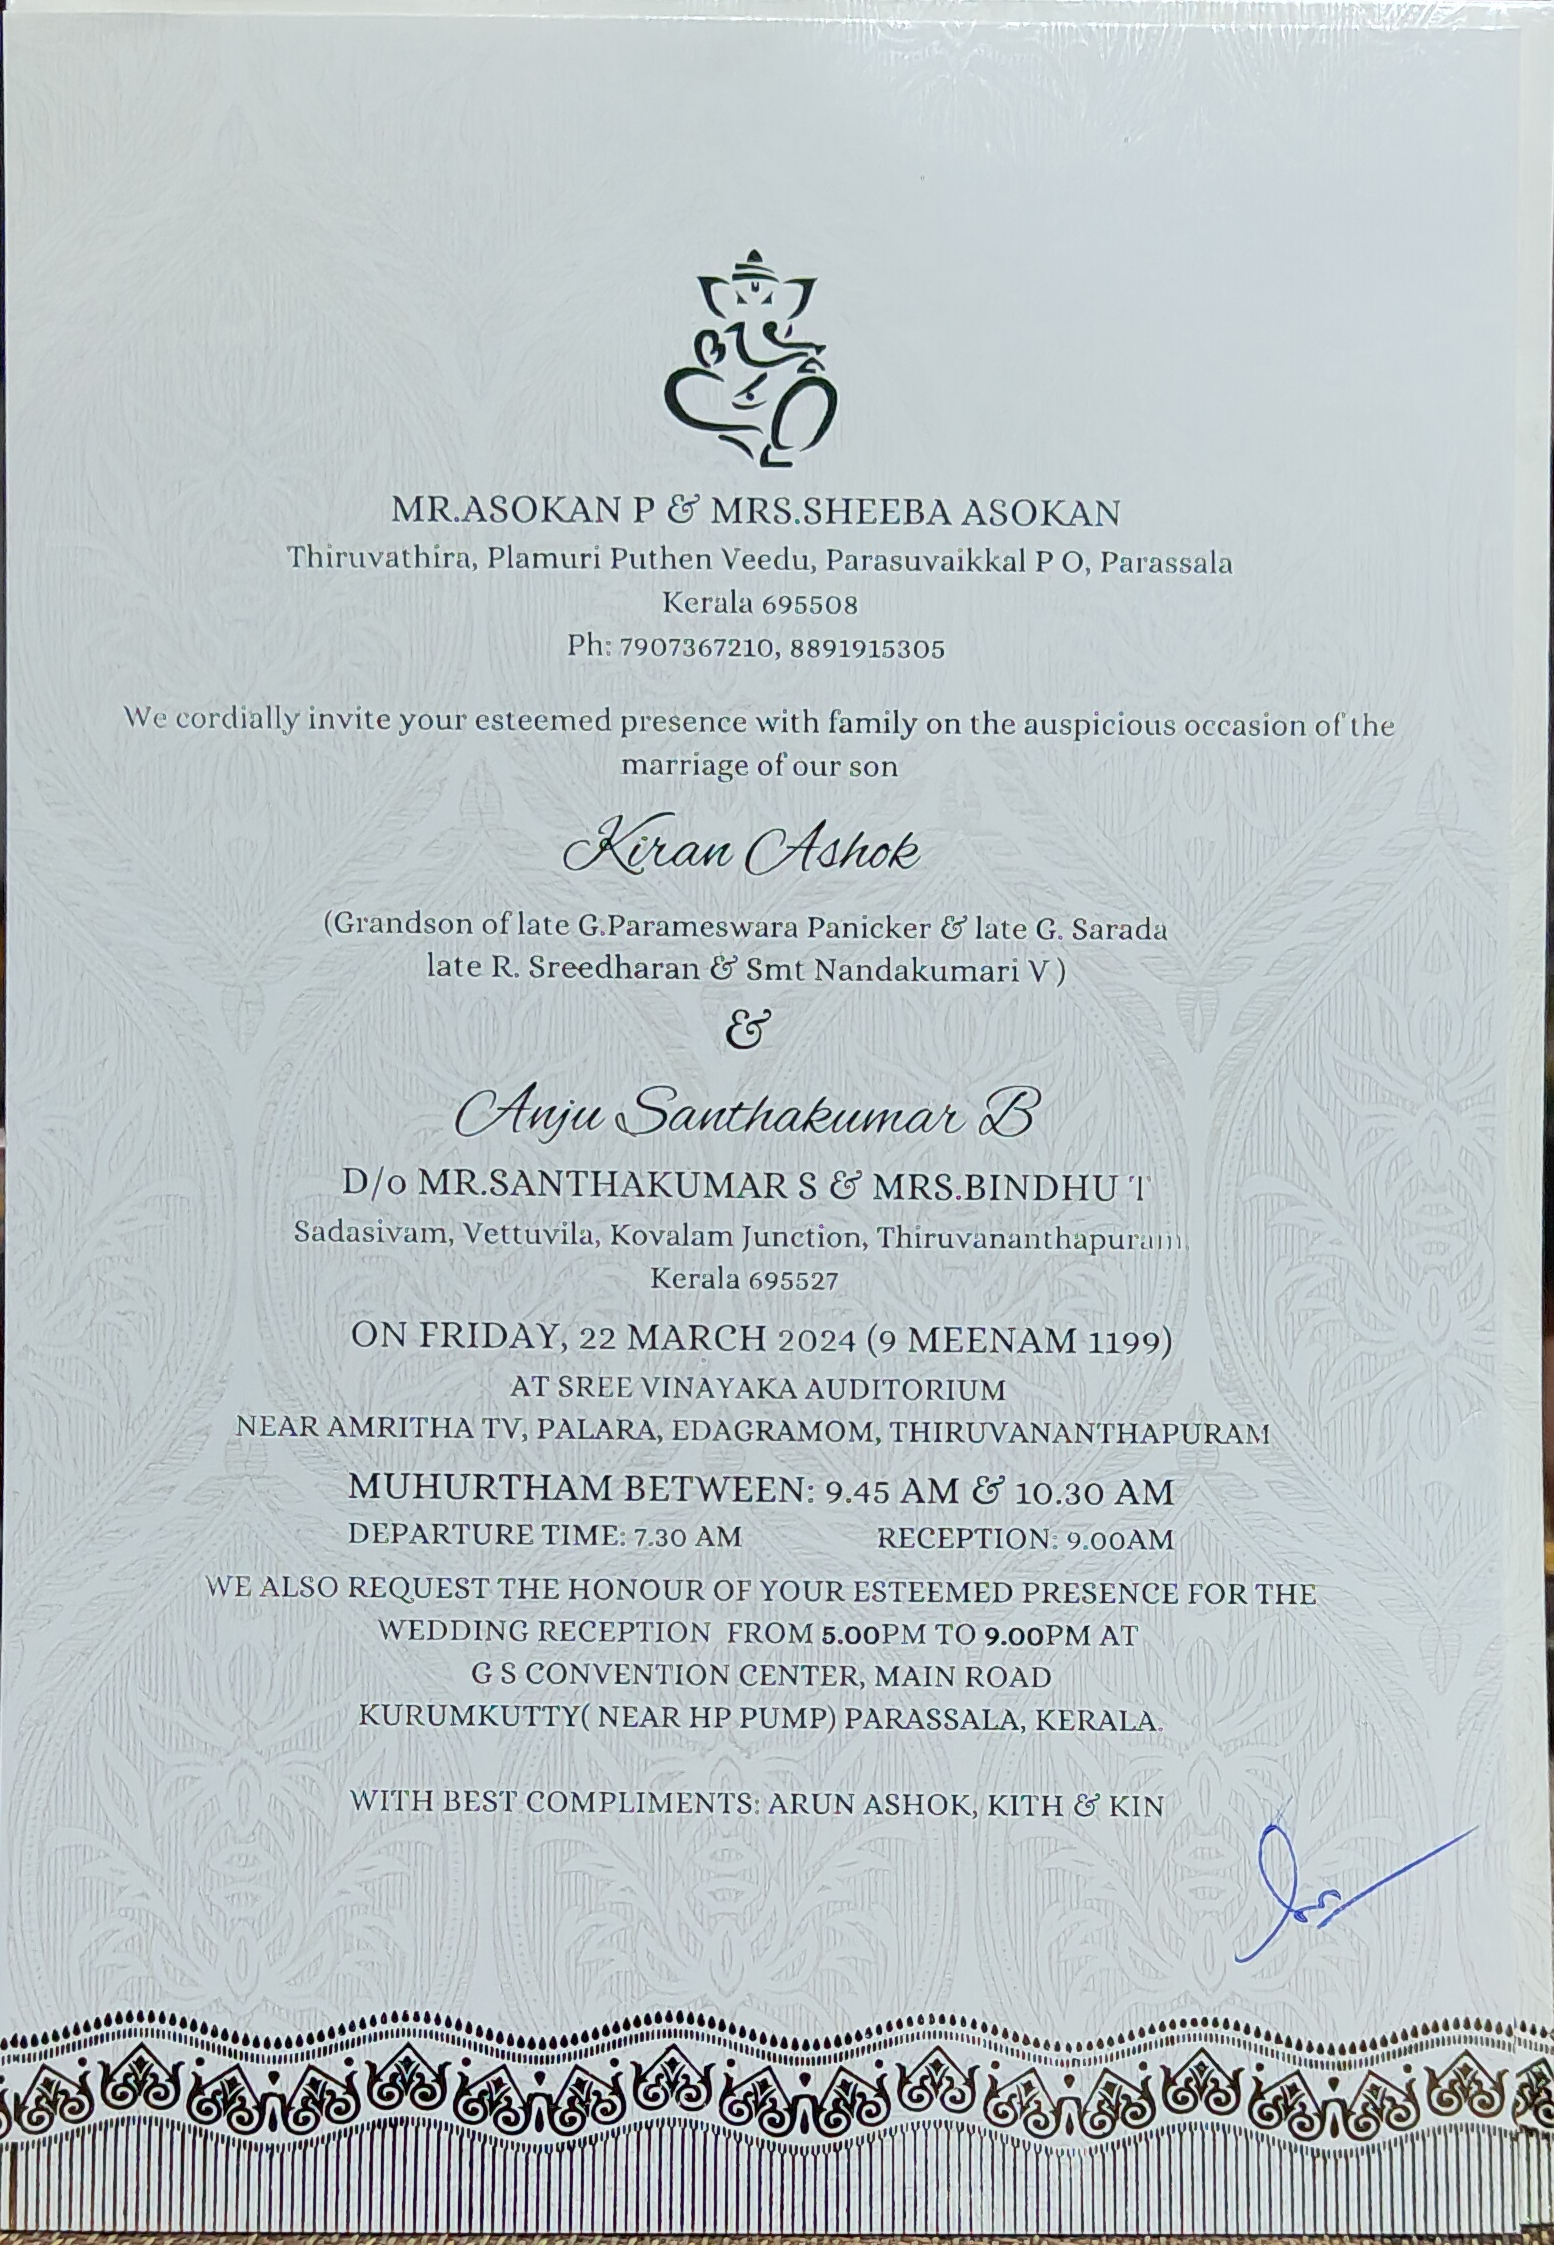 MR.ASOKAN P & MRS.SHEEBA ASOKAN
Thiruvathira, Plamuri Puthen Veedu, Parasuvaikkal P O, Parassala
Kerala 695508
Ph: 7907367210, 8891915305
We cordially invite your esteemed presence with family on the auspicious occasion of the
marriage of our son
Kiran Ashok
(Grandson of late G.Parameswara Panicker & late G. Sarada
late R. Sreedharan & Smt Nandakumari V )
&
Anju Santhakumar B
D/o MR.SANTHAKUMAR S & MRS.BINDHU T
Sadasivam, Vettuvila, Kovalam Junction, Thiruvananthapuram,
Kerala 695527
ON FRIDAY, 22 MARCH 2024 (9 MEENAM 1199)
AT SREE VINAYAKA AUDITORIUM
NEAR AMRITHA TV, PALARA, EDAGRAMOM, THIRUVANANTHAPURAM
MUHURTHAM BETWEEN: 9.45 AM & 10.30 AM
DEPARTURE TIME: 7.30 AM RECEPTION: 9.00AM
WE ALSO REQUEST THE HONOUR OF YOUR ESTEEMED PRESENCE FOR THE
WEDDING RECEPTION FROM 5.00PM TO 9.00PM AT
G S CONVENTION CENTER, MAIN ROAD
KURUMKUTTY( NEAR HP PUMP) PARASSALA, KERALA.
WITH BEST COMPLIMENTS: ARUN ASHOK, KITH & KIN